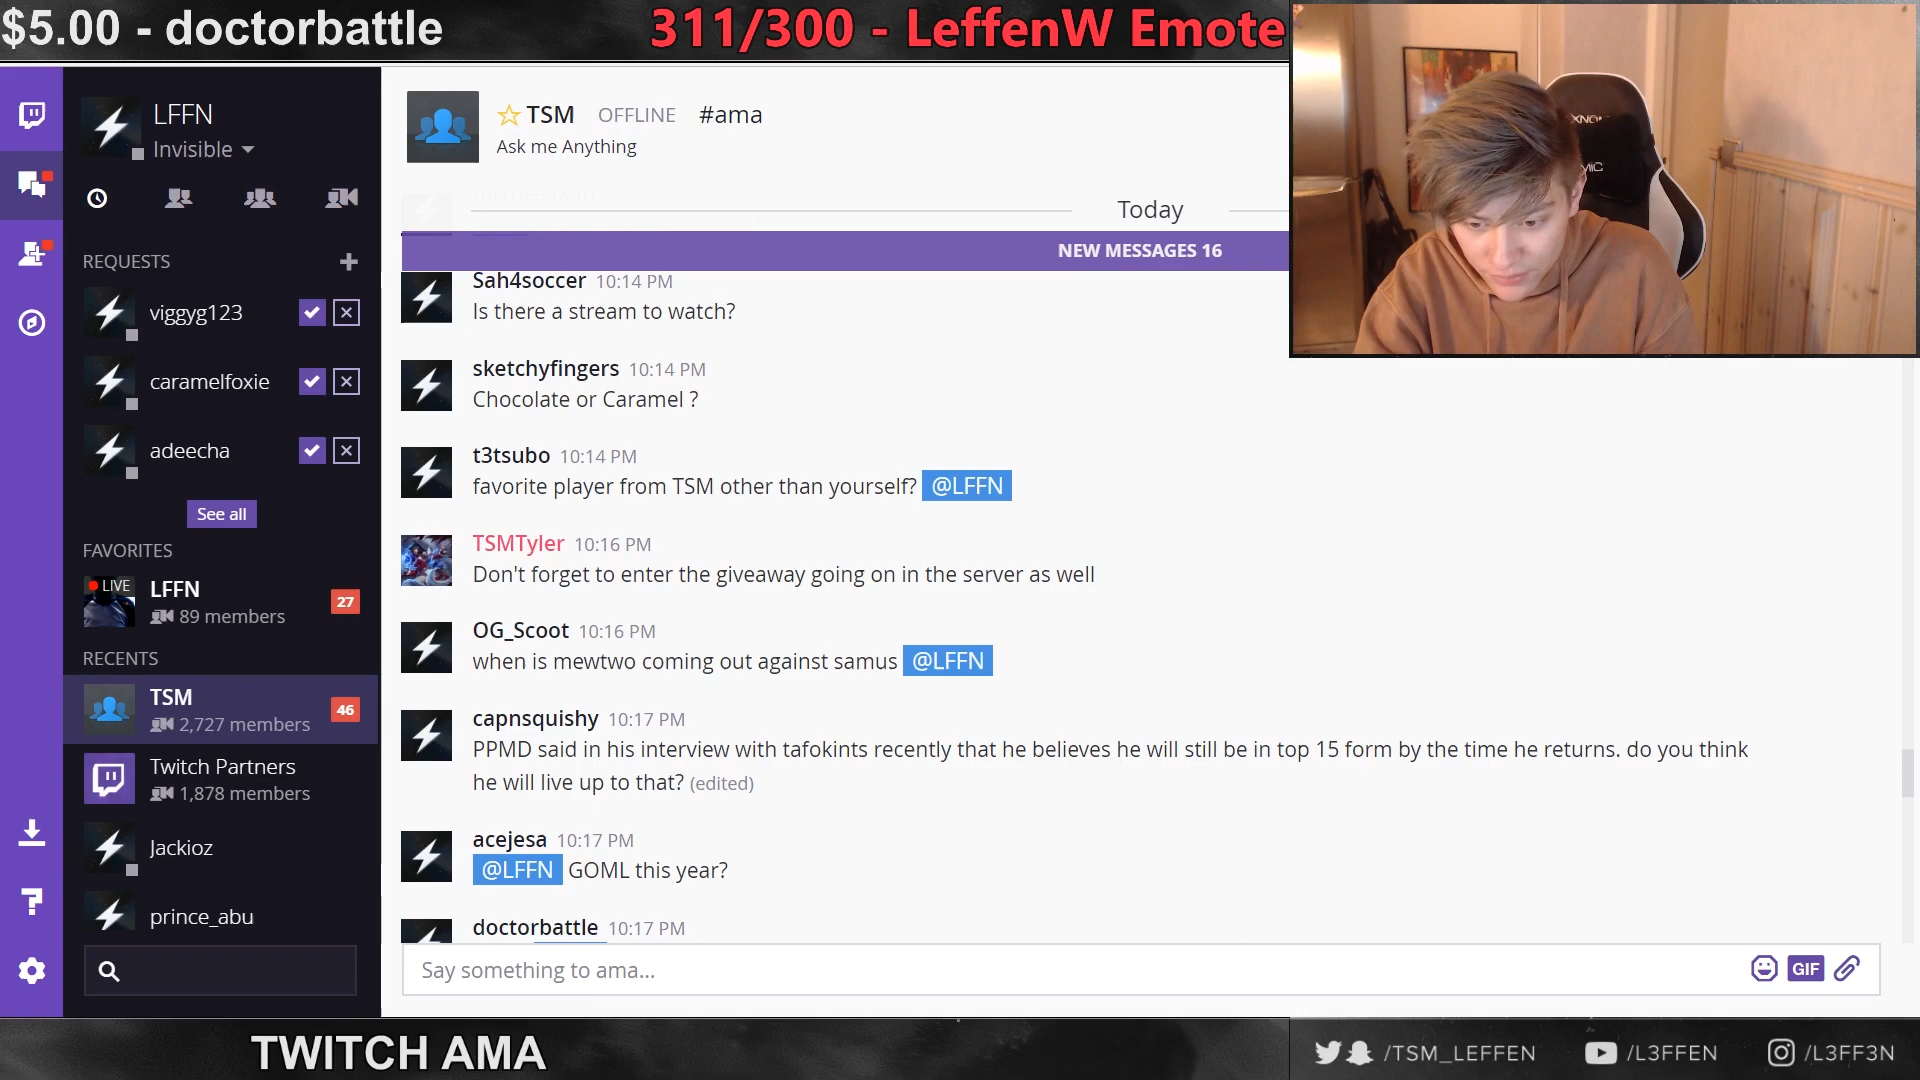 $5.00 - doctorbattle
311/300 - LeffenW Emote
LFFN
Invisible
REQUESTS
viggyg123
caramelfoxie
adeecha
See all
FAVORITES
LIVE
LFFN
89 members
27
RECENTS
TSM
2,727 members
46
Twitch Partners
1,878 members
Jackioz
prince_abu
TSM OFFLINE #ama
Ask me Anything
Today
NEW MESSAGES 16
Sah4soccer 10:14 PM
Is there a stream to watch?
sketchyfingers 10:14 PM
Chocolate or Caramel ?
t3tsubo 10:14 PM
favorite player from TSM other than yourself? @LFFN
TSMTyler 10:16 PM
Don't forget to enter the giveaway going on in the server as well
OG_Scoot 10:16 PM
when is mewtwo coming out against samus @LFFN
capnsquishy 10:17 PM
PPMD said in his interview with tafokints recently that he believes he will still be in top 15 form by the time he returns. do you think
he will live up to that? (edited)
acejesa 10:17 PM
@LFFN GOML this year?
doctorbattle 10:17 PM
Say something to ama...
GIF
TWITCH AMA
/TSM_LEFFEN
/L3FFEN
/L3FF3N